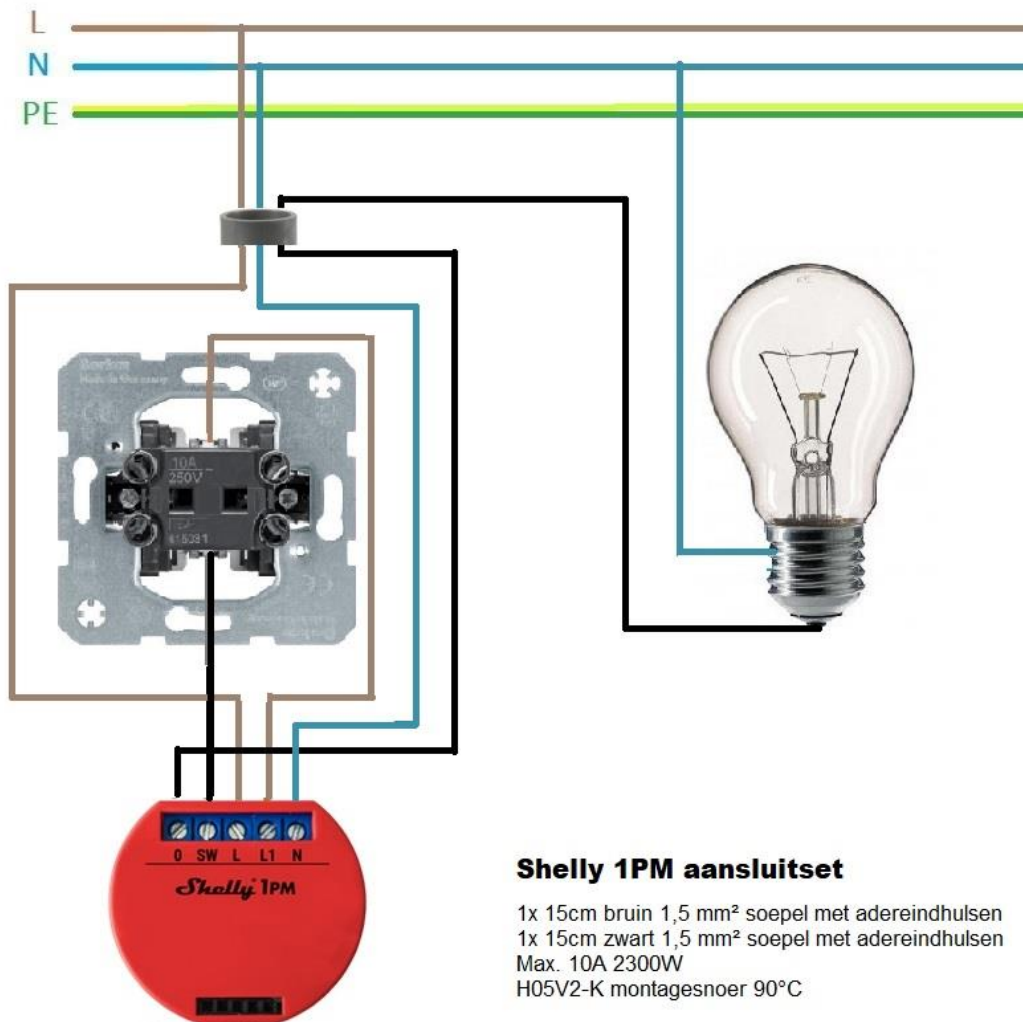 L
N
PE
Berker
10A
250V
0 SW L L1 N
Shelly 1PM
Shelly 1PM aansluitset
1x 15cm bruin 1,5 mm² soepel met adereindhulsen
1x 15cm zwart 1,5 mm² soepel met adereindhulsen
Max. 10A 2300W
H05V2-K montagesnoer 90°C